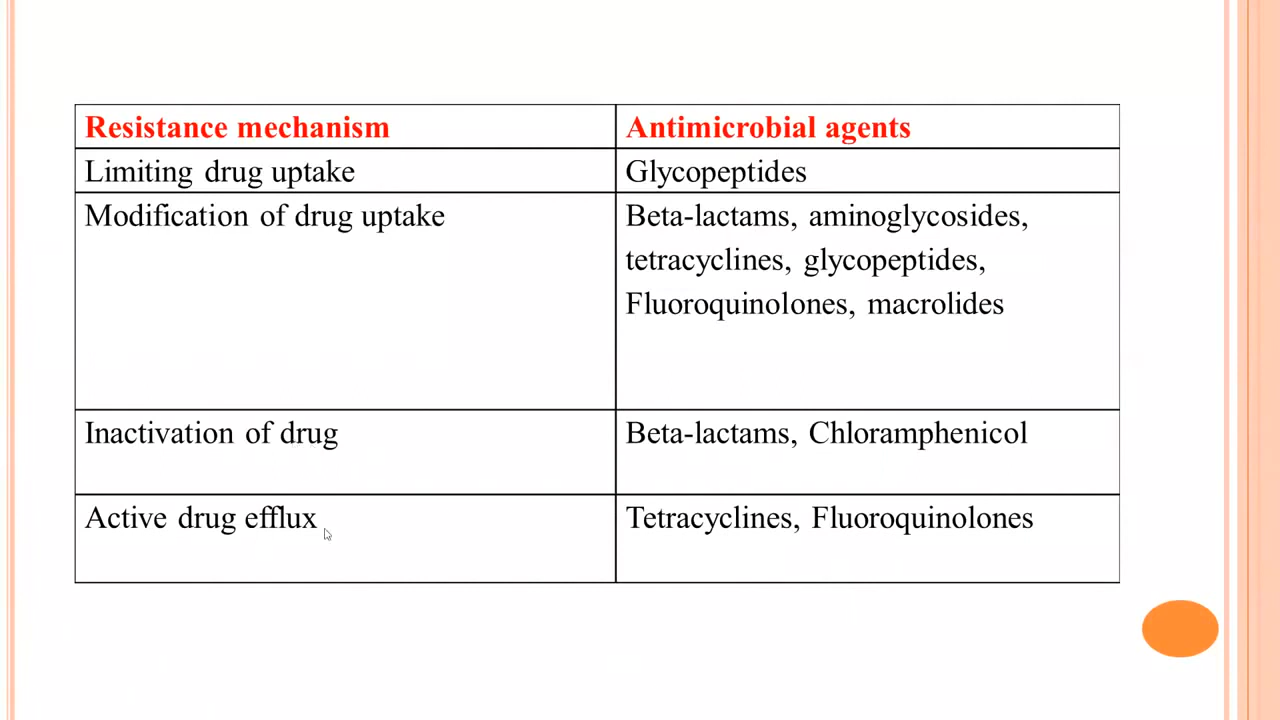 Resistance mechanism
Antimicrobial agents
Limiting drug uptake
Glycopeptides
Modification of drug uptake
Beta-lactams, aminoglycosides,
tetracyclines, glycopeptides,
Fluoroquinolones, macrolides
Inactivation of drug
Beta-lactams, Chloramphenicol
Active drug efflux
Tetracyclines, Fluoroquinolones